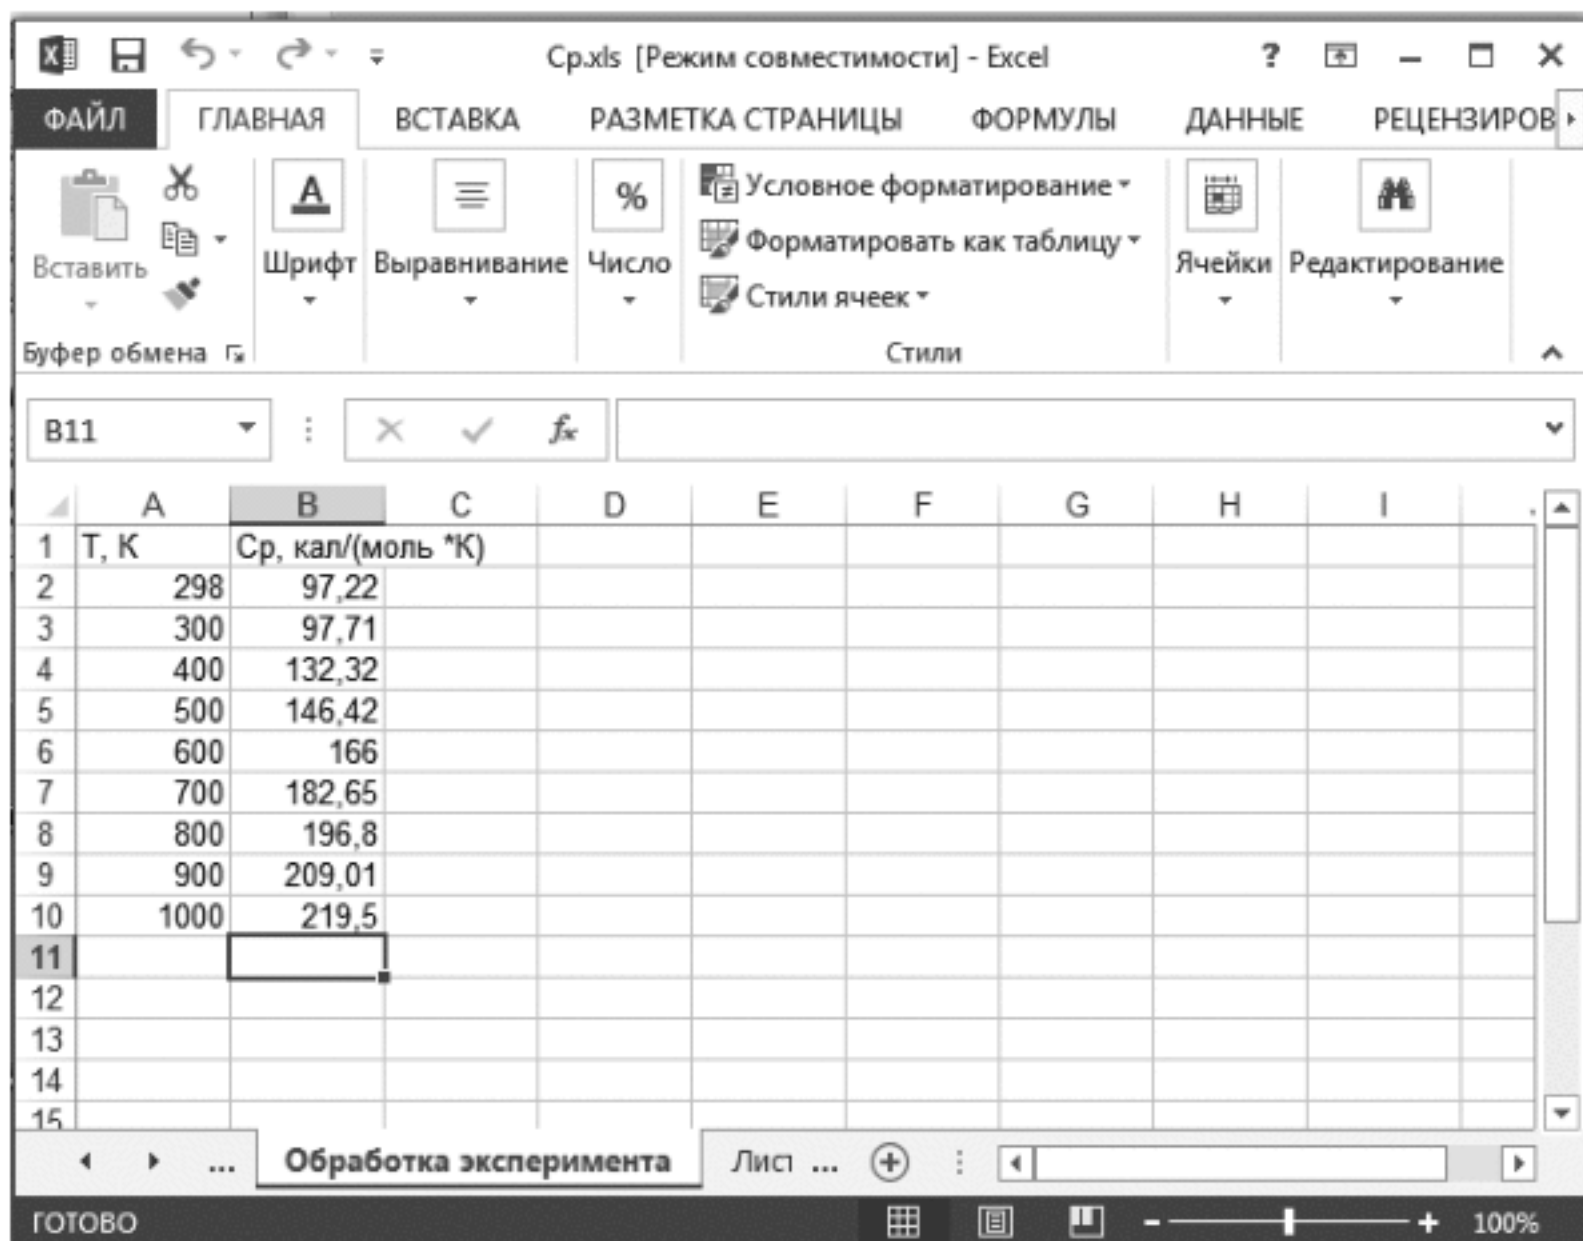 Cp.xls [Режим совместимости] - Excel ?
ФАЙЛ ГЛАВНАЯ ВСТАВКА РАЗМЕТКА СТРАНИЦЫ ФОРМУЛЫ ДАННЫЕ РЕЦЕНЗИРОВ
Вставить
Буфер обмена
Шрифт
Выравнивание
%
Число
Условное форматирование
Форматировать как таблицу
Стили ячеек
Стили
Ячейки
Редактирование
B11 fx
A B C D E F G H I
1 T, K Cp, кал/(моль *K)
2 298 97,22
3 300 97,71
4 400 132,32
5 500 146,42
6 600 166
7 700 182,65
8 800 196,8
9 900 209,01
10 1000 219,5
11
12
13
14
15
... Обработка эксперимента Лист ...
ГОТОВО 100%